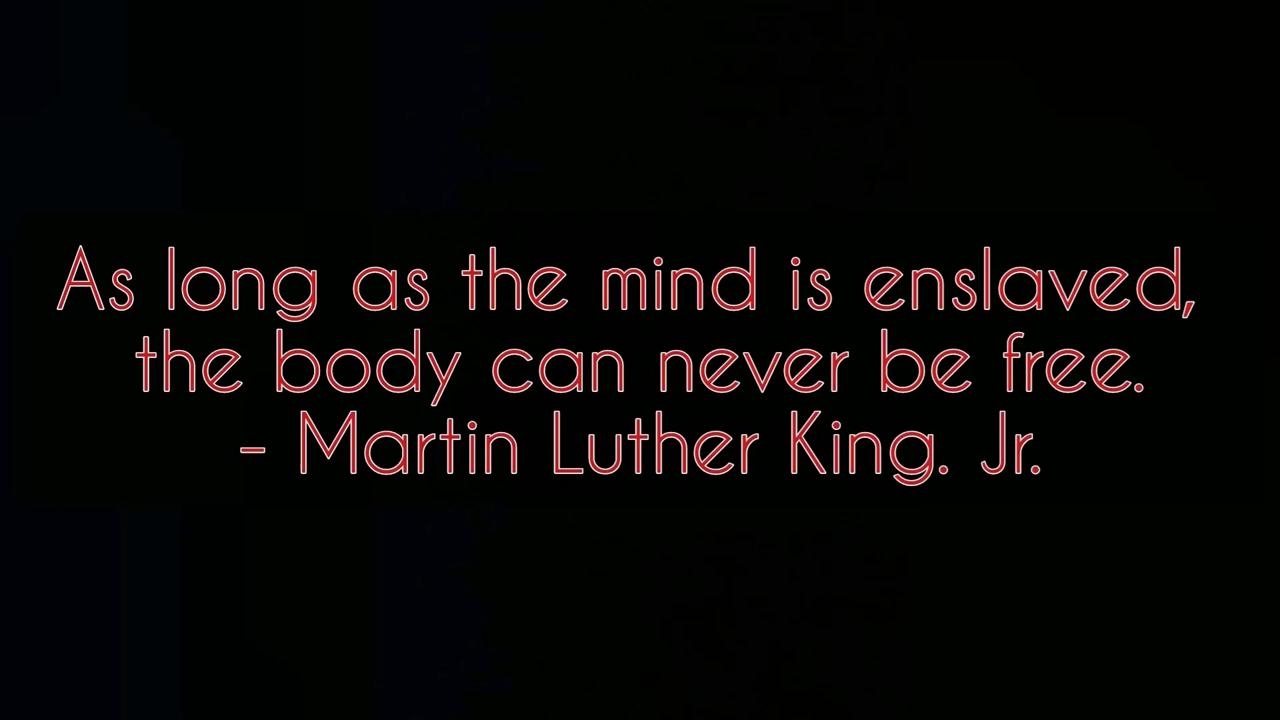 As long as the mind is enslaved,
the body can never be free.
- Martin Luther King. Jr.